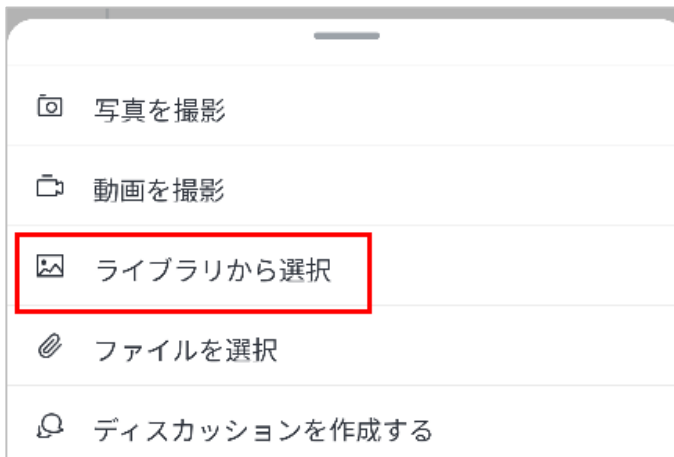 写真を撮影
動画を撮影
ライブラリから選択
ファイルを選択
ディスカッションを作成する